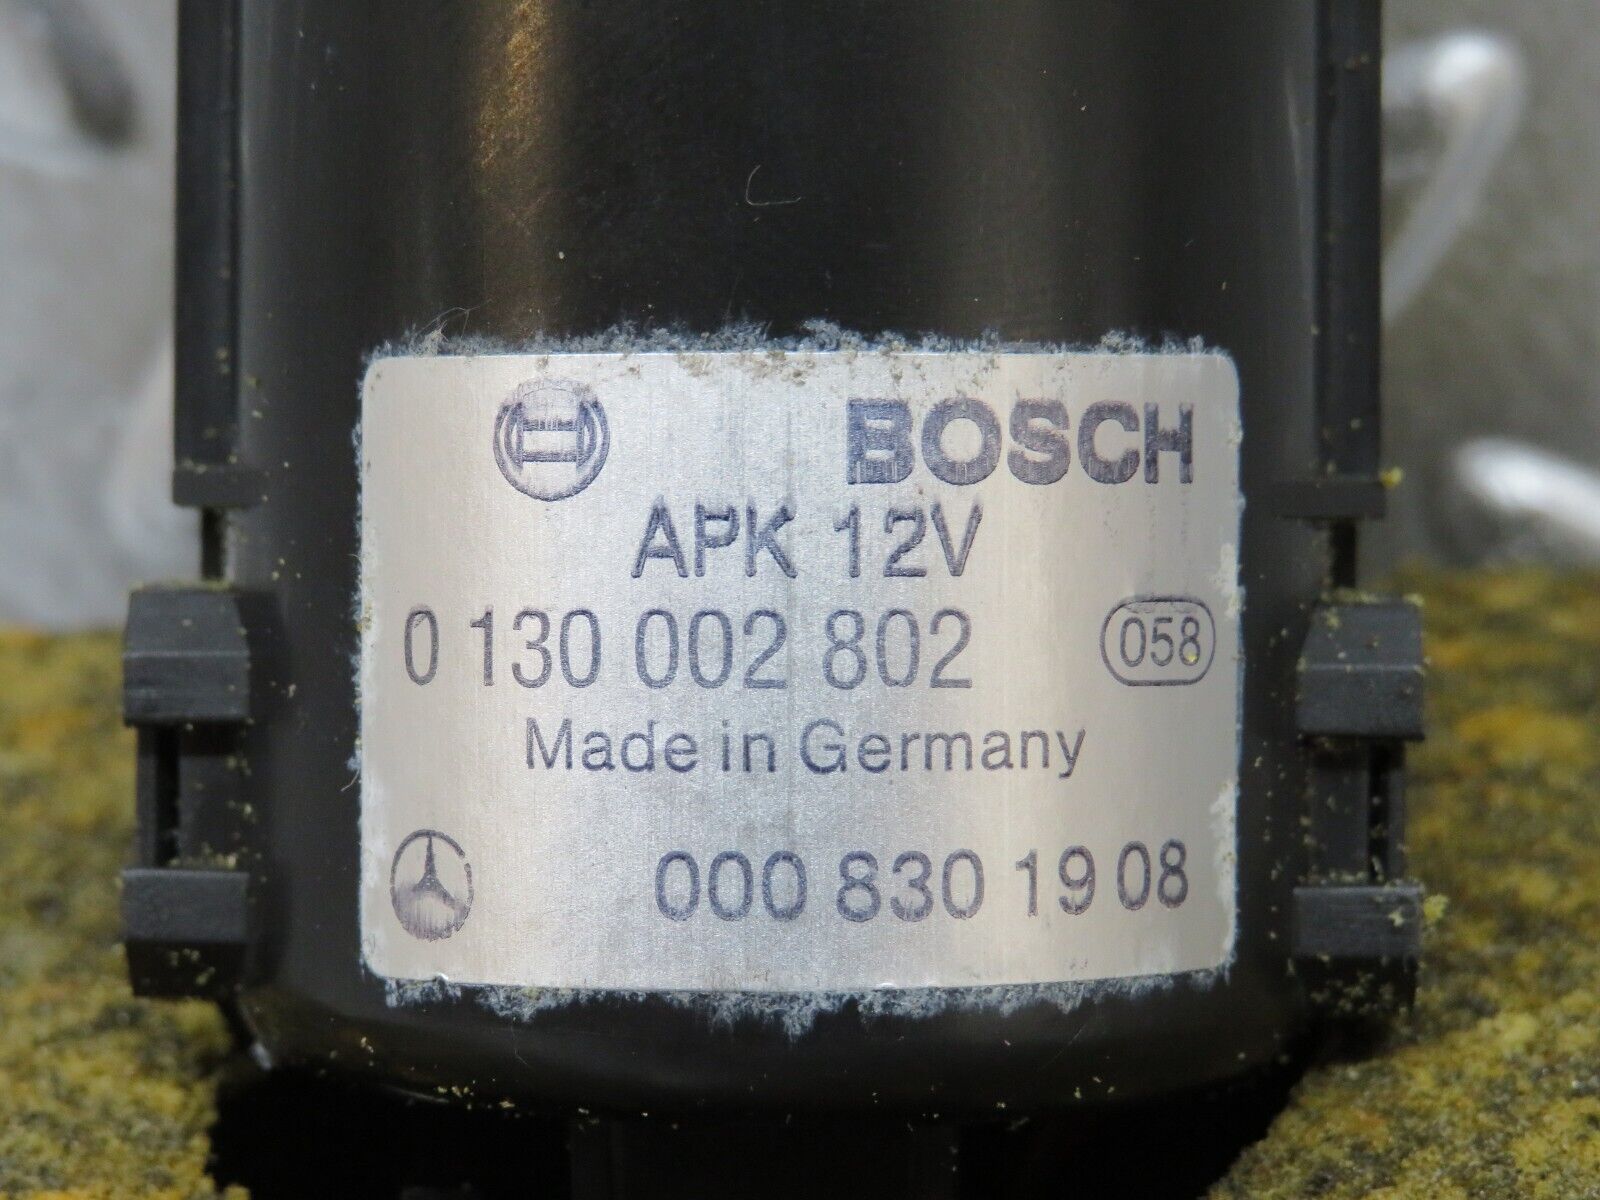 BOSCH
APK 12V
0 130 002 802 058
Made in Germany
000 830 19 08